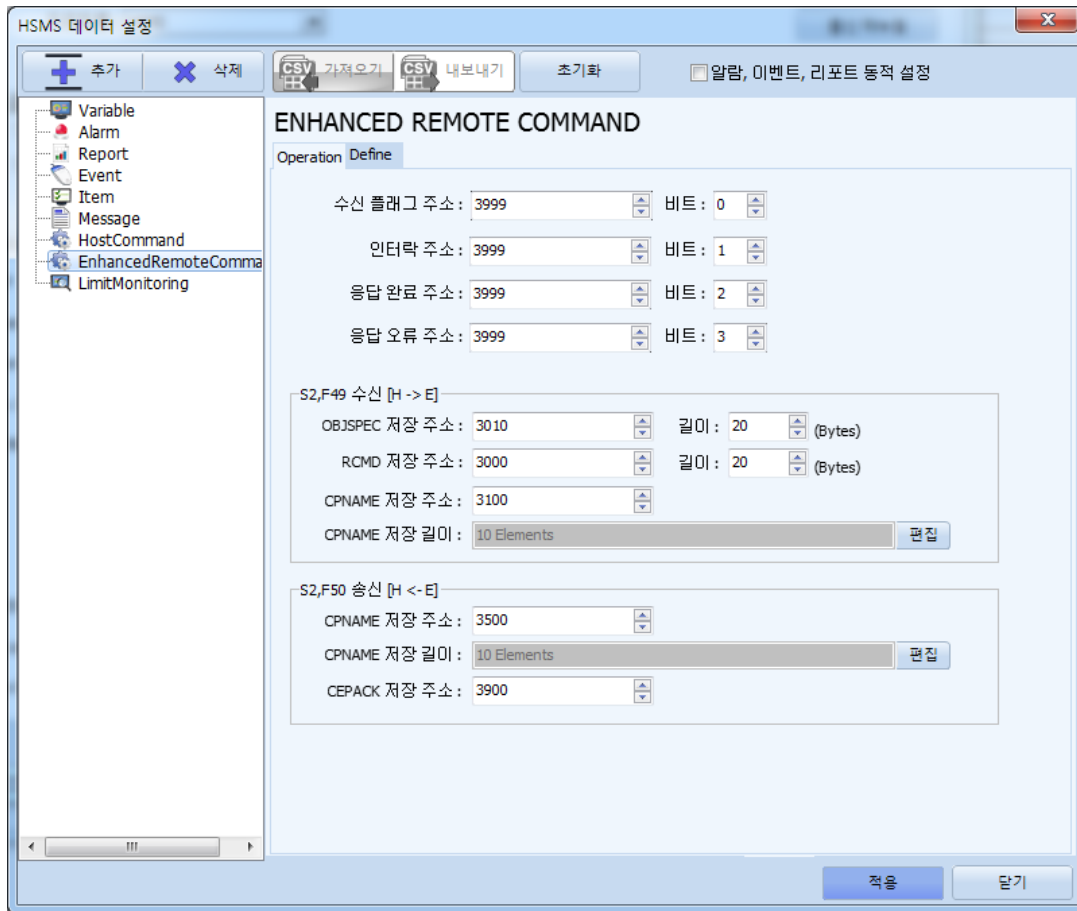 HSMS 데이터 설정
추가 삭제 CSV 가져오기 CSV 내보내기 초기화 알람, 이벤트, 리포트 동적 설정
Variable
Alarm
Report
Event
Item
Message
HostCommand
EnhancedRemoteComma
LimitMonitoring
ENHANCED REMOTE COMMAND
Operation Define
수신 플래그 주소 : 3999 비트 : 0
인터락 주소 : 3999 비트 : 1
응답 완료 주소 : 3999 비트 : 2
응답 오류 주소 : 3999 비트 : 3
S2,F49 수신 [H -> E]
OBJSPEC 저장 주소 : 3010 길이 : 20 (Bytes)
RCMD 저장 주소 : 3000 길이 : 20 (Bytes)
CPNAME 저장 주소 : 3100
CPNAME 저장 길이 : 10 Elements 편집
S2,F50 송신 [H <- E]
CPNAME 저장 주소 : 3500
CPNAME 저장 길이 : 10 Elements 편집
CEPACK 저장 주소 : 3900
적용 닫기